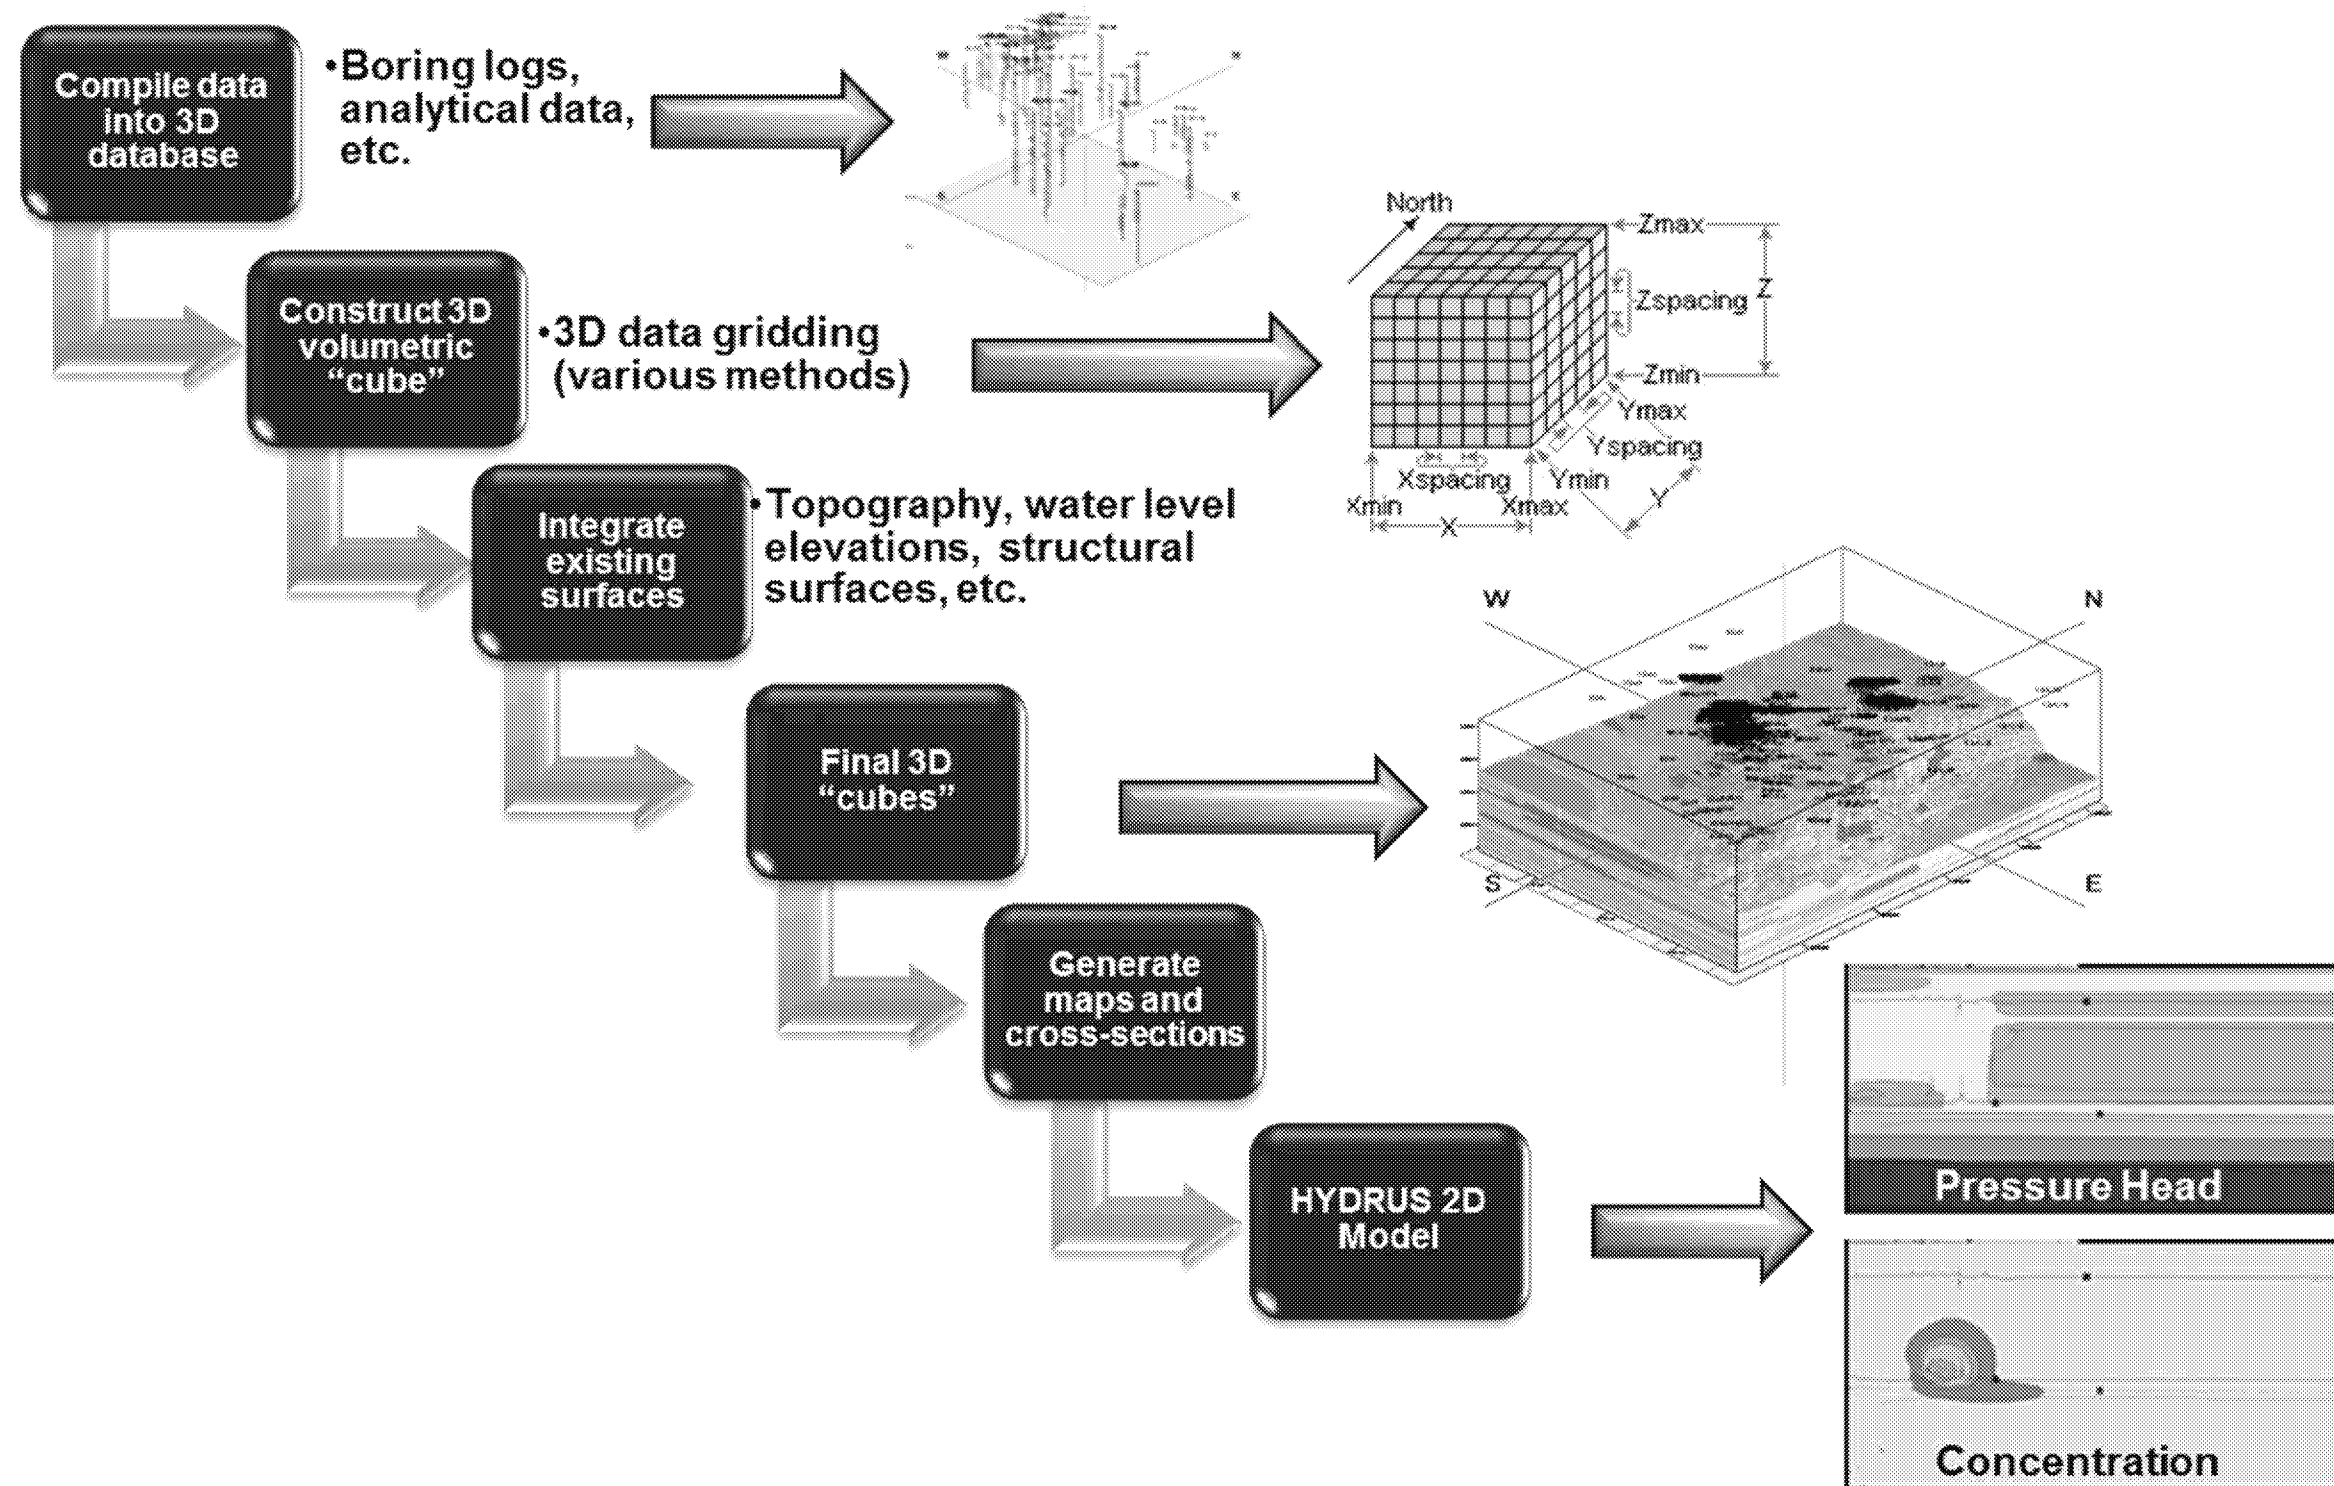 Compile data
into 3D
database
•Boring logs,
analytical data,
etc.
Construct 3D
volumetric
“cube”
•3D data gridding
(various methods)
North
Zmax
Zspacing
Z
Zmin
Ymax
Yspacing
Ymin
Y
Xspacing
Xmin
Xmax
X
Integrate
existing
surfaces
•Topography, water level
elevations, structural
surfaces, etc.
W
N
S
E
Final 3D
“cubes”
Generate
maps and
cross-sections
HYDRUS 2D
Model
Pressure Head
Concentration